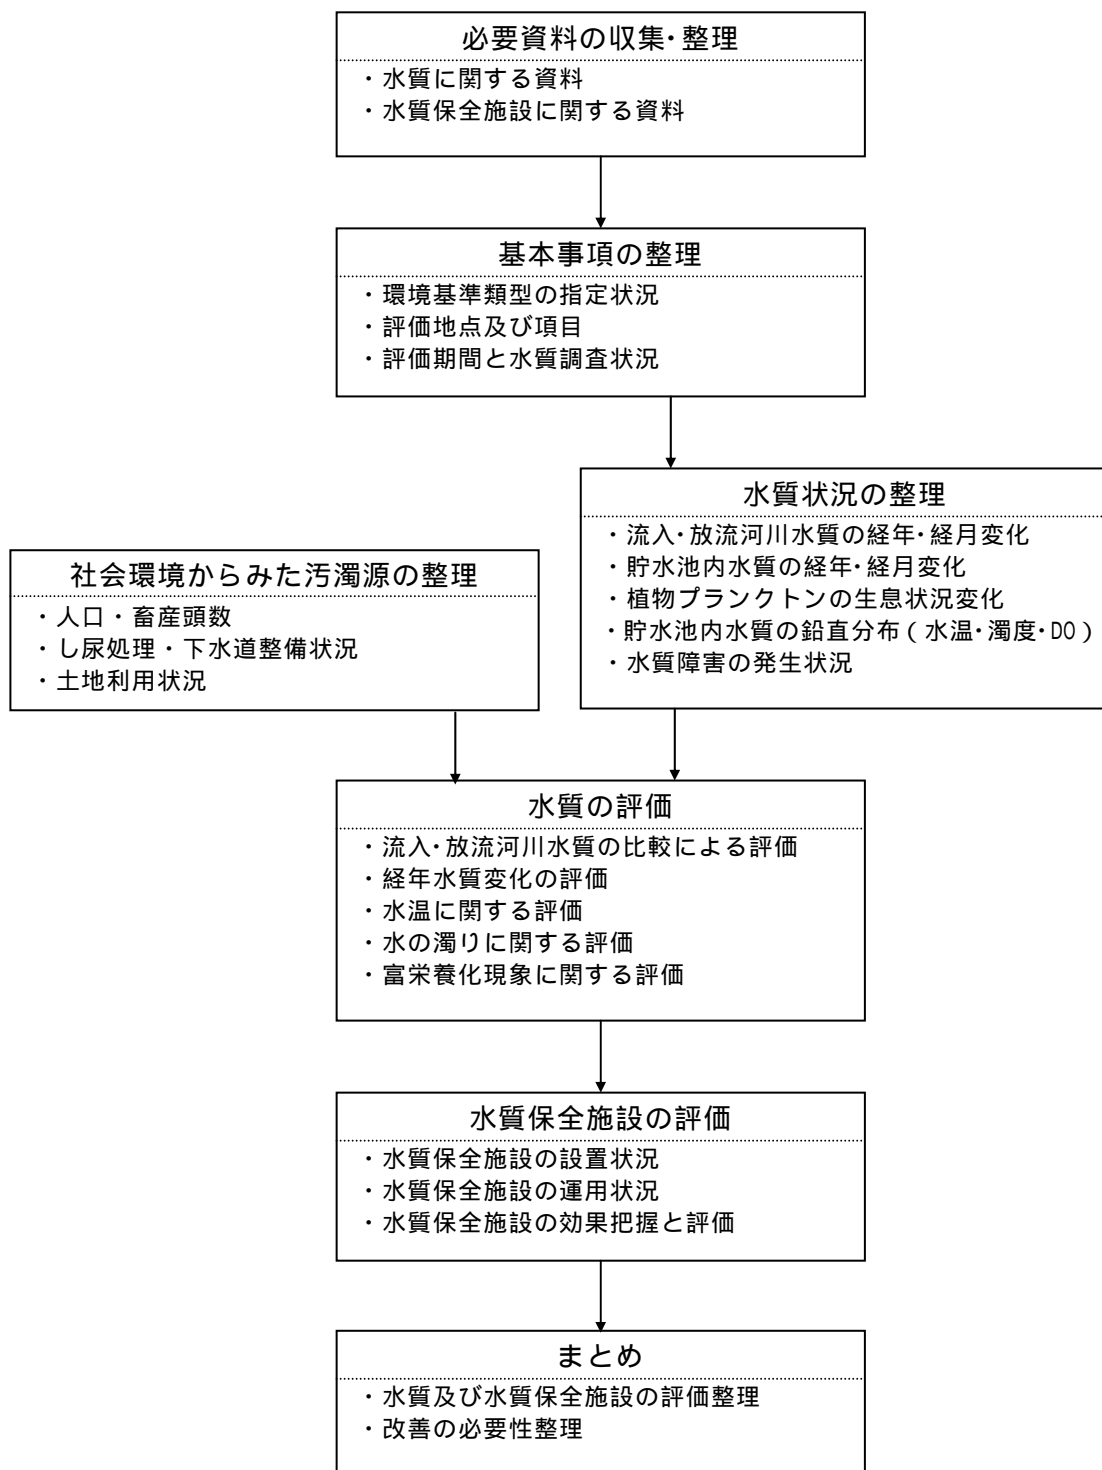 必要資料の収集・整理
・水質に関する資料
・水質保全施設に関する資料
基本事項の整理
・環境基準類型の指定状況
・評価地点及び項目
・評価期間と水質調査状況
水質状況の整理
・流入・放流河川水質の経年・経月変化
・貯水池内水質の経年・経月変化
・植物プランクトンの生息状況変化
・貯水池内水質の鉛直分布（水温・濁度・DO）
・水質障害の発生状況
社会環境からみた汚濁源の整理
・人口・畜産頭数
・し尿処理・下水道整備状況
・土地利用状況
水質の評価
・流入・放流河川水質の比較による評価
・経年水質変化の評価
・水温に関する評価
・水の濁りに関する評価
・富栄養化現象に関する評価
水質保全施設の評価
・水質保全施設の設置状況
・水質保全施設の運用状況
・水質保全施設の効果把握と評価
まとめ
・水質及び水質保全施設の評価整理
・改善の必要性整理